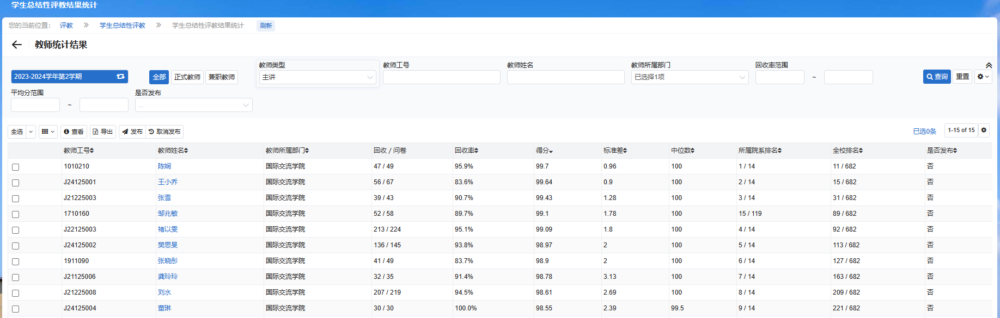 学生总结性评教结果统计
您的当前位置： 评教 》 学生总结性评教 》 学生总结性评教结果统计 刷新
教师统计结果
教师类型 教师工号 教师姓名 教师所属部门 回收率范围
2023-2024学年第2学期 全部 正式教师 兼职教师 主讲 已选择1项 ~ 查询 重置
平均分范围 是否发布
~ ...
全选 查看 导出 发布 取消发布 已选0条 1-15 of 15
教师工号 教师姓名 教师所属部门 回收 / 问卷 回收率 得分 标准差 中位数 所属院系排名 全校排名 是否发布
1010210 陈娴 国际交流学院 47 / 49 95.9% 99.7 0.96 100 1 / 14 11 / 682 否
J24125001 王小乔 国际交流学院 56 / 67 83.6% 99.64 0.9 100 2 / 14 15 / 682 否
J21225003 张雪 国际交流学院 39 / 43 90.7% 99.43 1.28 100 3 / 14 31 / 682 否
1710160 邹兆敏 国际交流学院 52 / 58 89.7% 99.1 1.78 100 15 / 119 89 / 682 否
J22125003 褚以雯 国际交流学院 213 / 224 95.1% 99.09 1.8 100 4 / 14 92 / 682 否
J24125002 樊思旻 国际交流学院 136 / 145 93.8% 98.97 2 100 5 / 14 113 / 682 否
1911090 张晓彤 国际交流学院 41 / 49 83.7% 98.9 2 100 6 / 14 127 / 682 否
J21125006 龚玲玲 国际交流学院 32 / 35 91.4% 98.78 3.13 100 7 / 14 163 / 682 否
J21225008 刘水 国际交流学院 207 / 219 94.5% 98.61 2.69 100 8 / 14 209 / 682 否
J24125004 苗琳 国际交流学院 30 / 30 100.0% 98.55 2.39 99.5 9 / 14 221 / 682 否